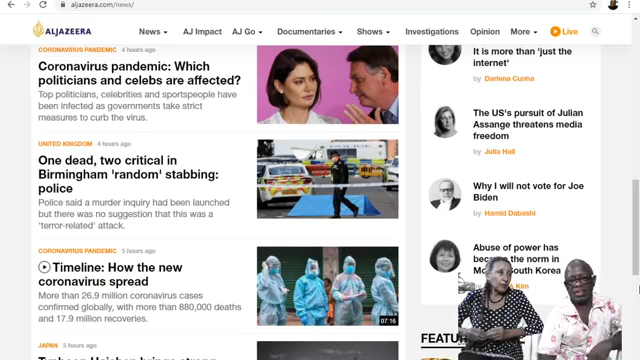 aljazeera.com/news/
ALJAZEERA
News
AJ Impact
AJ Go
Documentaries
Shows
Investigations
Opinion
More
Live
CORONAVIRUS PANDEMIC 4 hours ago
Coronavirus pandemic: Which
politicians and celebs are affected?
Top politicians, celebrities and sportspeople have
been infected as governments take strict
measures to curb the virus.
UNITED KINGDOM 4 hours ago
One dead, two critical in
Birmingham 'random' stabbing:
police
Police said a murder inquiry had been launched
but there was no suggestion that this was a
'terror-related' attack.
CORONAVIRUS PANDEMIC 5 hours ago
Timeline: How the new
coronavirus spread
More than 26.9 million coronavirus cases
confirmed globally, with more than 880,000 deaths
and 17.9 million recoveries.
07:16
JAPAN 5 hours ago
It is more than 'just the
internet'
by Darlena Cunha
The US's pursuit of Julian
Assange threatens media
freedom
by Julia Hall
Why I will not vote for Joe
Biden
by Hamid Dabashi
Abuse of power has
the norm in
South Korea
Kim